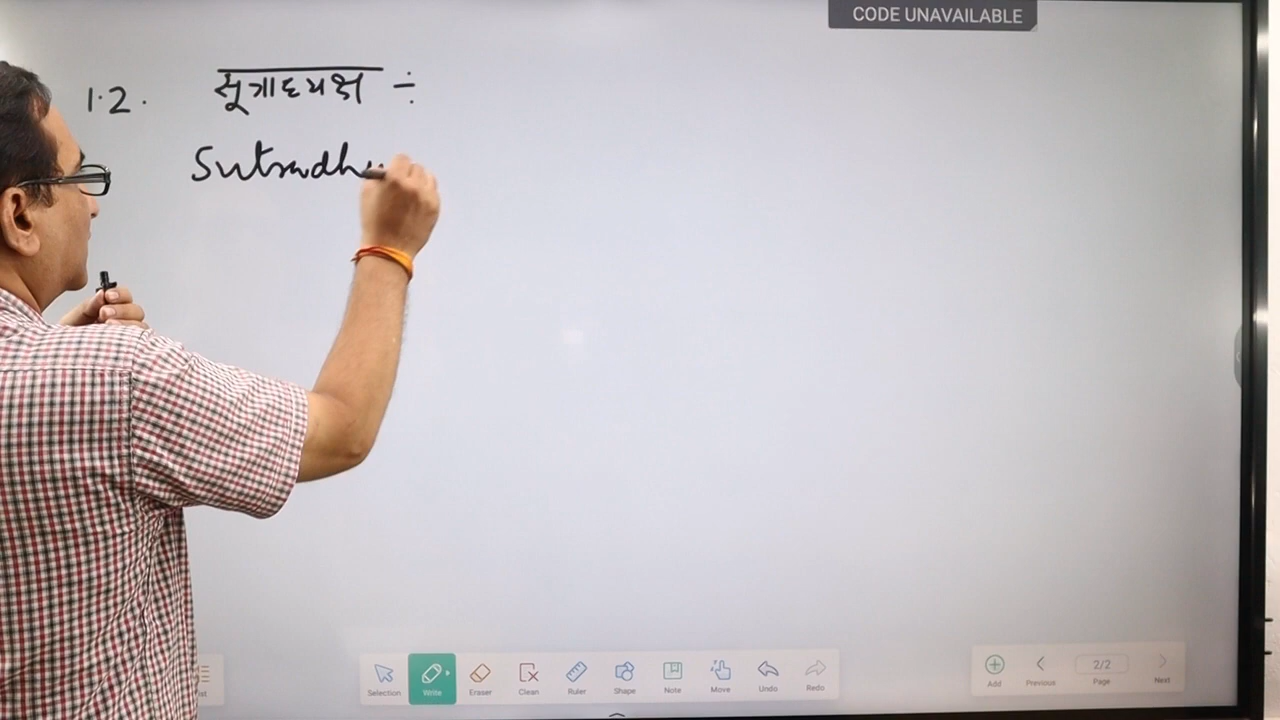 CODE UNAVAILABLE
1.2. सूत्राध्यक्ष ÷
Sutradhy
Selection
Write
Eraser
Clean
Ruler
Shape
Note
Move
Undo
Redo
Add
Previous
2/2
Page
Next